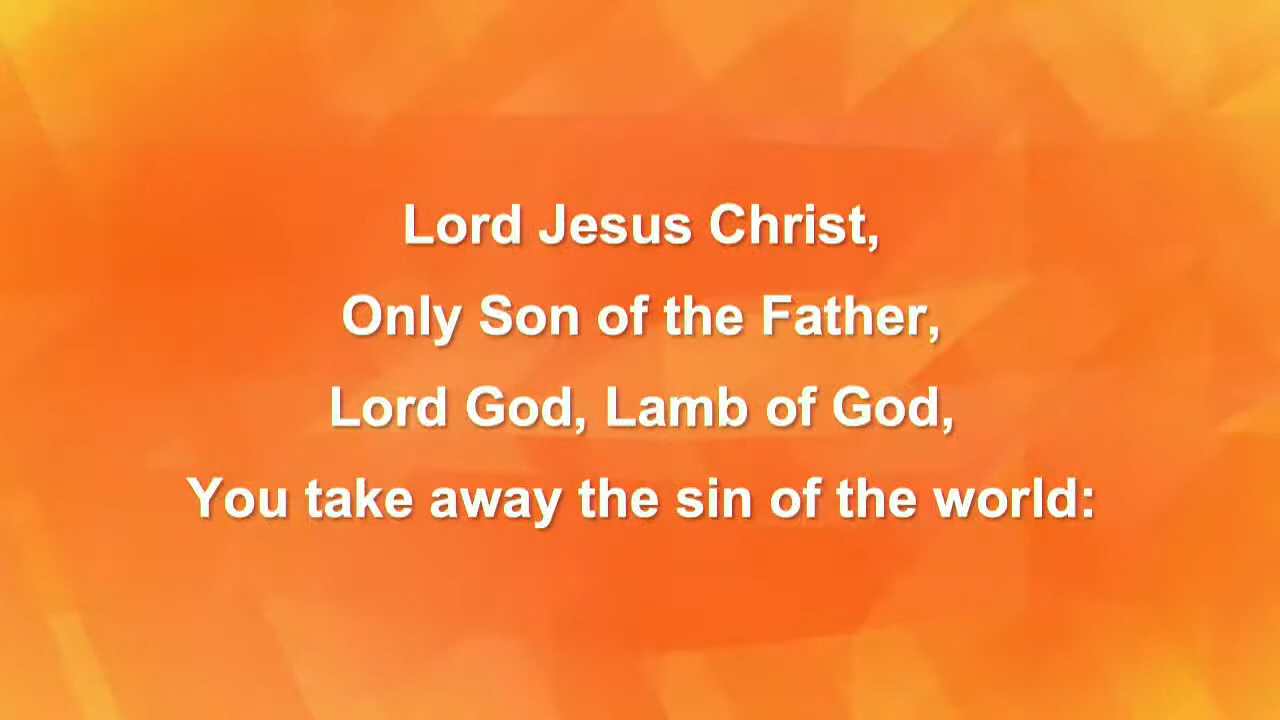 Lord Jesus Christ,
Only Son of the Father,
Lord God, Lamb of God,
You take away the sin of the world: